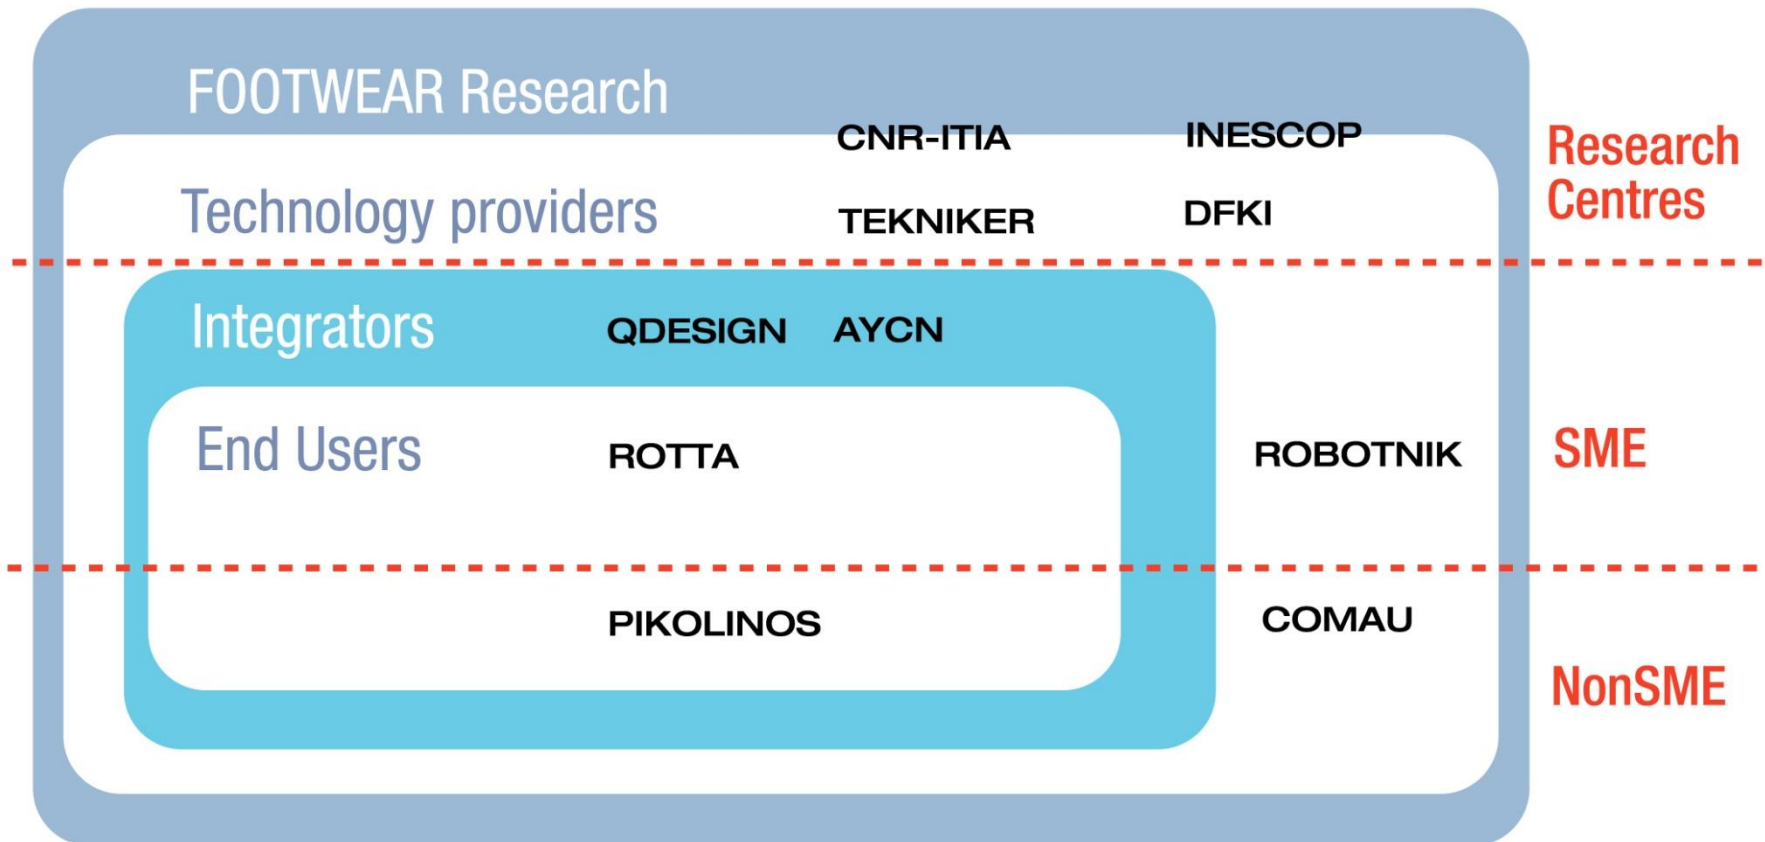 FOOTWEAR Research
CNR-ITIA
INESCOP
Research
Centres
Technology providers
TEKNIKER
DFKI
Integrators
QDESIGN
AYCN
End Users
ROTTA
ROBOTNIK
SME
PIKOLINOS
COMAU
NonSME